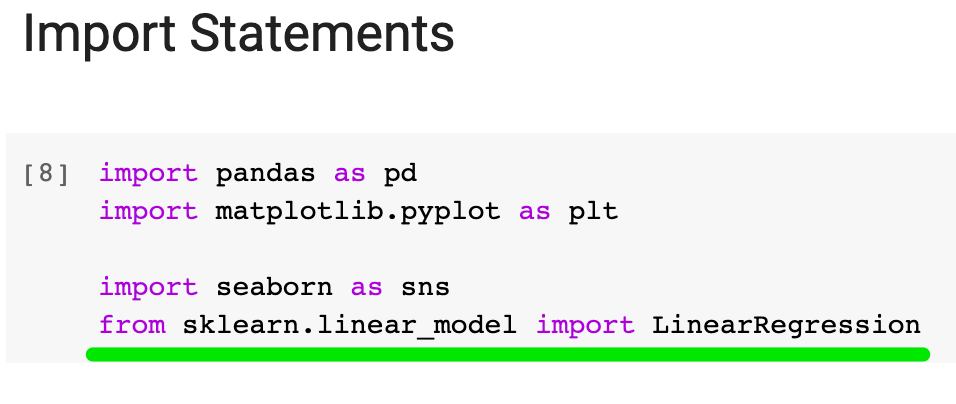 Import Statements
[8] import pandas as pd
import matplotlib.pyplot as plt
import seaborn as sns
from sklearn.linear_model import LinearRegression